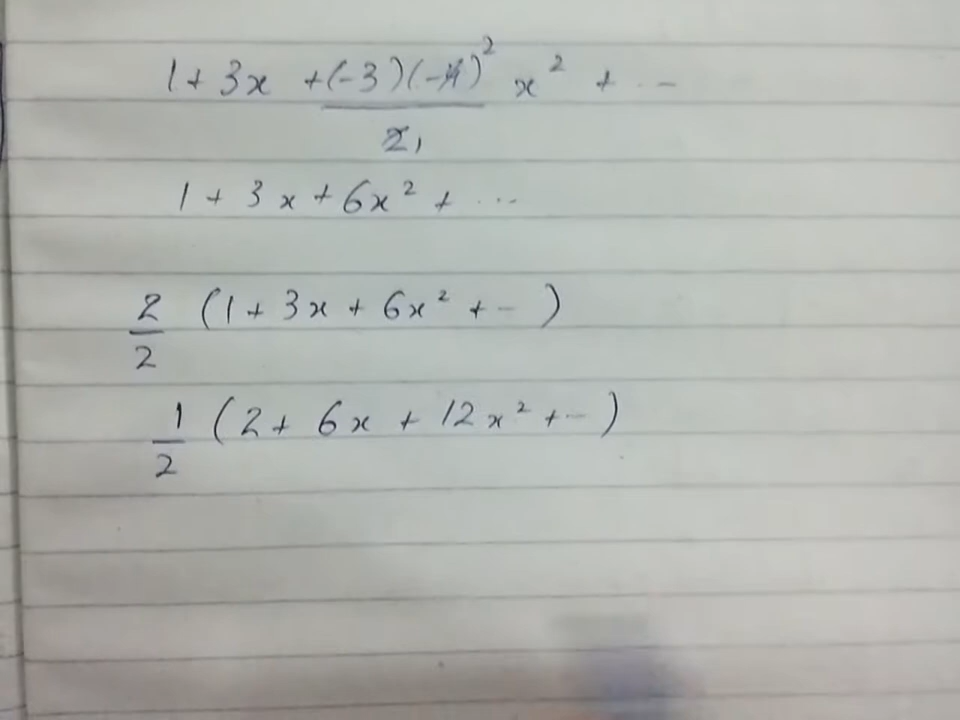 1 + 3x + (-3)(-4)² x² + ...
2,
1 + 3x + 6x² + ...
2/2 (1 + 3x + 6x² + ... )
1/2 (2 + 6x + 12x² + ... )